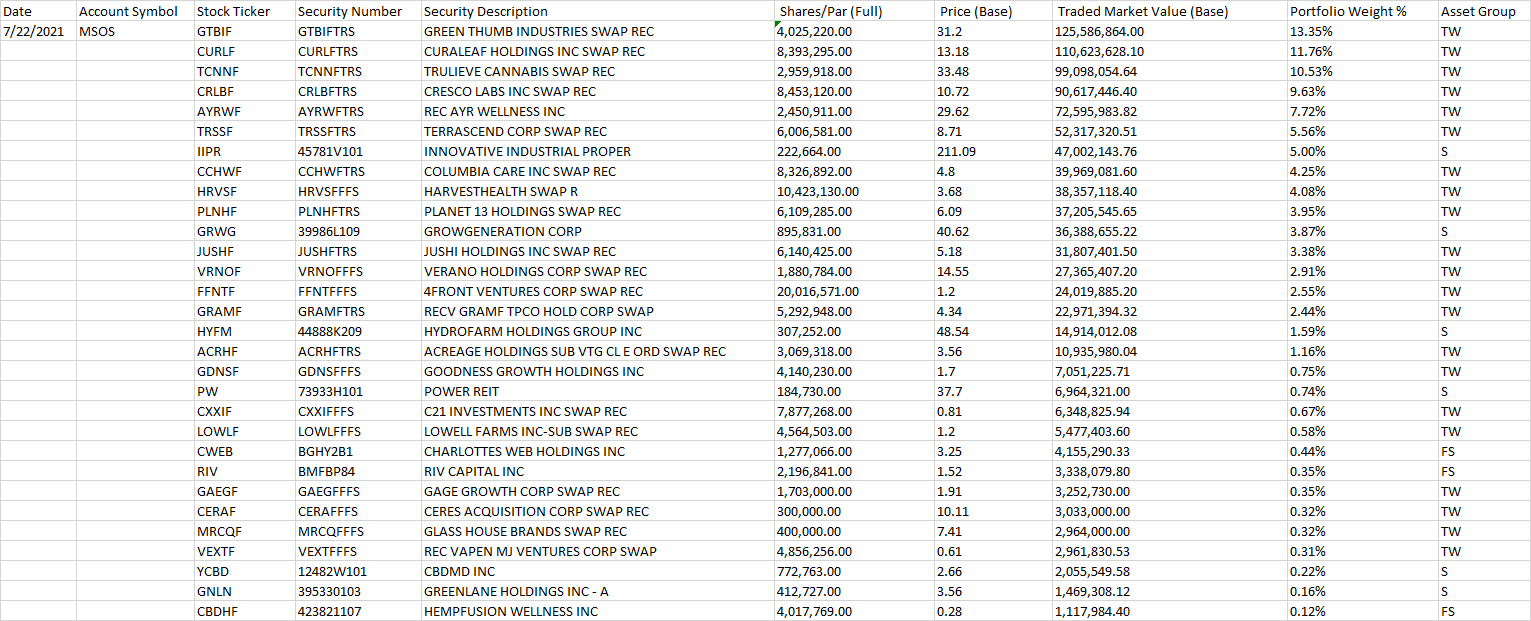 Date Account Symbol Stock Ticker Security Number Security Description Shares/Par (Full) Price (Base) Traded Market Value (Base) Portfolio Weight % Asset Group
7/22/2021 MSOS GTBIF GTBIFTRS GREEN THUMB INDUSTRIES SWAP REC 4,025,220.00 31.2 125,586,864.00 13.35% TW
CURLF CURLFTRS CURALEAF HOLDINGS INC SWAP REC 8,393,295.00 13.18 110,623,628.10 11.76% TW
TCNNF TCNNFTRS TRULIEVE CANNABIS SWAP REC 2,959,918.00 33.48 99,098,054.64 10.53% TW
CRLBF CRLBFTRS CRESCO LABS INC SWAP REC 8,453,120.00 10.72 90,617,446.40 9.63% TW
AYRWF AYRWFTRS REC AYR WELLNESS INC 2,450,911.00 29.62 72,595,983.82 7.72% TW
TRSSF TRSSFTRS TERRASCEND CORP SWAP REC 6,006,581.00 8.71 52,317,320.51 5.56% TW
IIPR 45781V101 INNOVATIVE INDUSTRIAL PROPER 222,664.00 211.09 47,002,143.76 5.00% S
CCHWF CCHWFTRS COLUMBIA CARE INC SWAP REC 8,326,892.00 4.8 39,969,081.60 4.25% TW
HRVSF HRVSFFFS HARVESTHEALTH SWAP R 10,423,130.00 3.68 38,357,118.40 4.08% TW
PLNHF PLNHFTRS PLANET 13 HOLDINGS SWAP REC 6,109,285.00 6.09 37,205,545.65 3.95% TW
GRWG 39986L109 GROWGENERATION CORP 895,831.00 40.62 36,388,655.22 3.87% S
JUSHF JUSHFTRS JUSHI HOLDINGS INC SWAP REC 6,140,425.00 5.18 31,807,401.50 3.38% TW
VRNOF VRNOFFFS VERANO HOLDINGS CORP SWAP REC 1,880,784.00 14.55 27,365,407.20 2.91% TW
FFNTF FFNTFFFS 4FRONT VENTURES CORP SWAP REC 20,016,571.00 1.2 24,019,885.20 2.55% TW
GRAMF GRAMFTRS RECV GRAMF TPCO HOLD CORP SWAP 5,292,948.00 4.34 22,971,394.32 2.44% TW
HYFM 44888K209 HYDROFARM HOLDINGS GROUP INC 307,252.00 48.54 14,914,012.08 1.59% S
ACRHF ACRHFTRS ACREAGE HOLDINGS SUB VTG CL E ORD SWAP REC 3,069,318.00 3.56 10,935,980.04 1.16% TW
GDNSF GDNSFFFS GOODNESS GROWTH HOLDINGS INC 4,140,230.00 1.7 7,051,225.71 0.75% TW
PW 73933H101 POWER REIT 184,730.00 37.7 6,964,321.00 0.74% S
CXXIF CXXIFFFS C21 INVESTMENTS INC SWAP REC 7,877,268.00 0.81 6,348,825.94 0.67% TW
LOWLF LOWLFFFS LOWELL FARMS INC-SUB SWAP REC 4,564,503.00 1.2 5,477,403.60 0.58% TW
CWEB BGHY2B1 CHARLOTTES WEB HOLDINGS INC 1,277,066.00 3.25 4,155,290.33 0.44% FS
RIV BMFBP84 RIV CAPITAL INC 2,196,841.00 1.52 3,338,079.80 0.35% FS
GAEGF GAEGFFFS GAGE GROWTH CORP SWAP REC 1,703,000.00 1.91 3,252,730.00 0.35% TW
CERAF CERAFFFS CERES ACQUISITION CORP SWAP REC 300,000.00 10.11 3,033,000.00 0.32% TW
MRCQF MRCQFFFS GLASS HOUSE BRANDS SWAP REC 400,000.00 7.41 2,964,000.00 0.32% TW
VEXTF VEXTFFFS REC VAPEN MJ VENTURES CORP SWAP 4,856,256.00 0.61 2,961,830.53 0.31% TW
YCBD 12482W101 CBDMD INC 772,763.00 2.66 2,055,549.58 0.22% S
GNLN 395330103 GREENLANE HOLDINGS INC - A 412,727.00 3.56 1,469,308.12 0.16% S
CBDHF 423821107 HEMPFUSION WELLNESS INC 4,017,769.00 0.28 1,117,984.40 0.12% FS